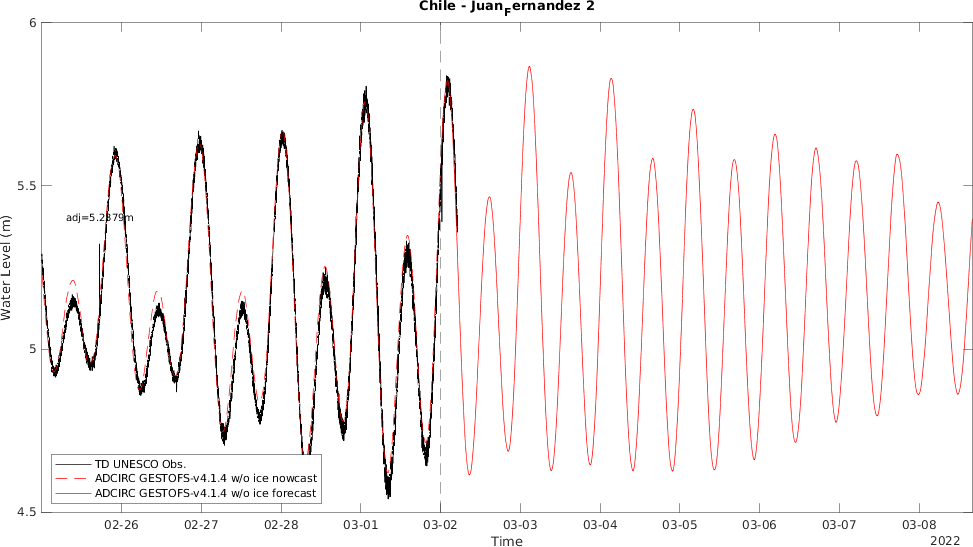 Chile - Juan_Fernandez 2
6
5.5
5
4.5
Water Level (m)
adj=5.2379m
TD UNESCO Obs.
ADCIRC GESTOFS-v4.1.4 w/o ice nowcast
ADCIRC GESTOFS-v4.1.4 w/o ice forecast
02-26 02-27 02-28 03-01 03-02 03-03 03-04 03-05 03-06 03-07 03-08
Time
2022